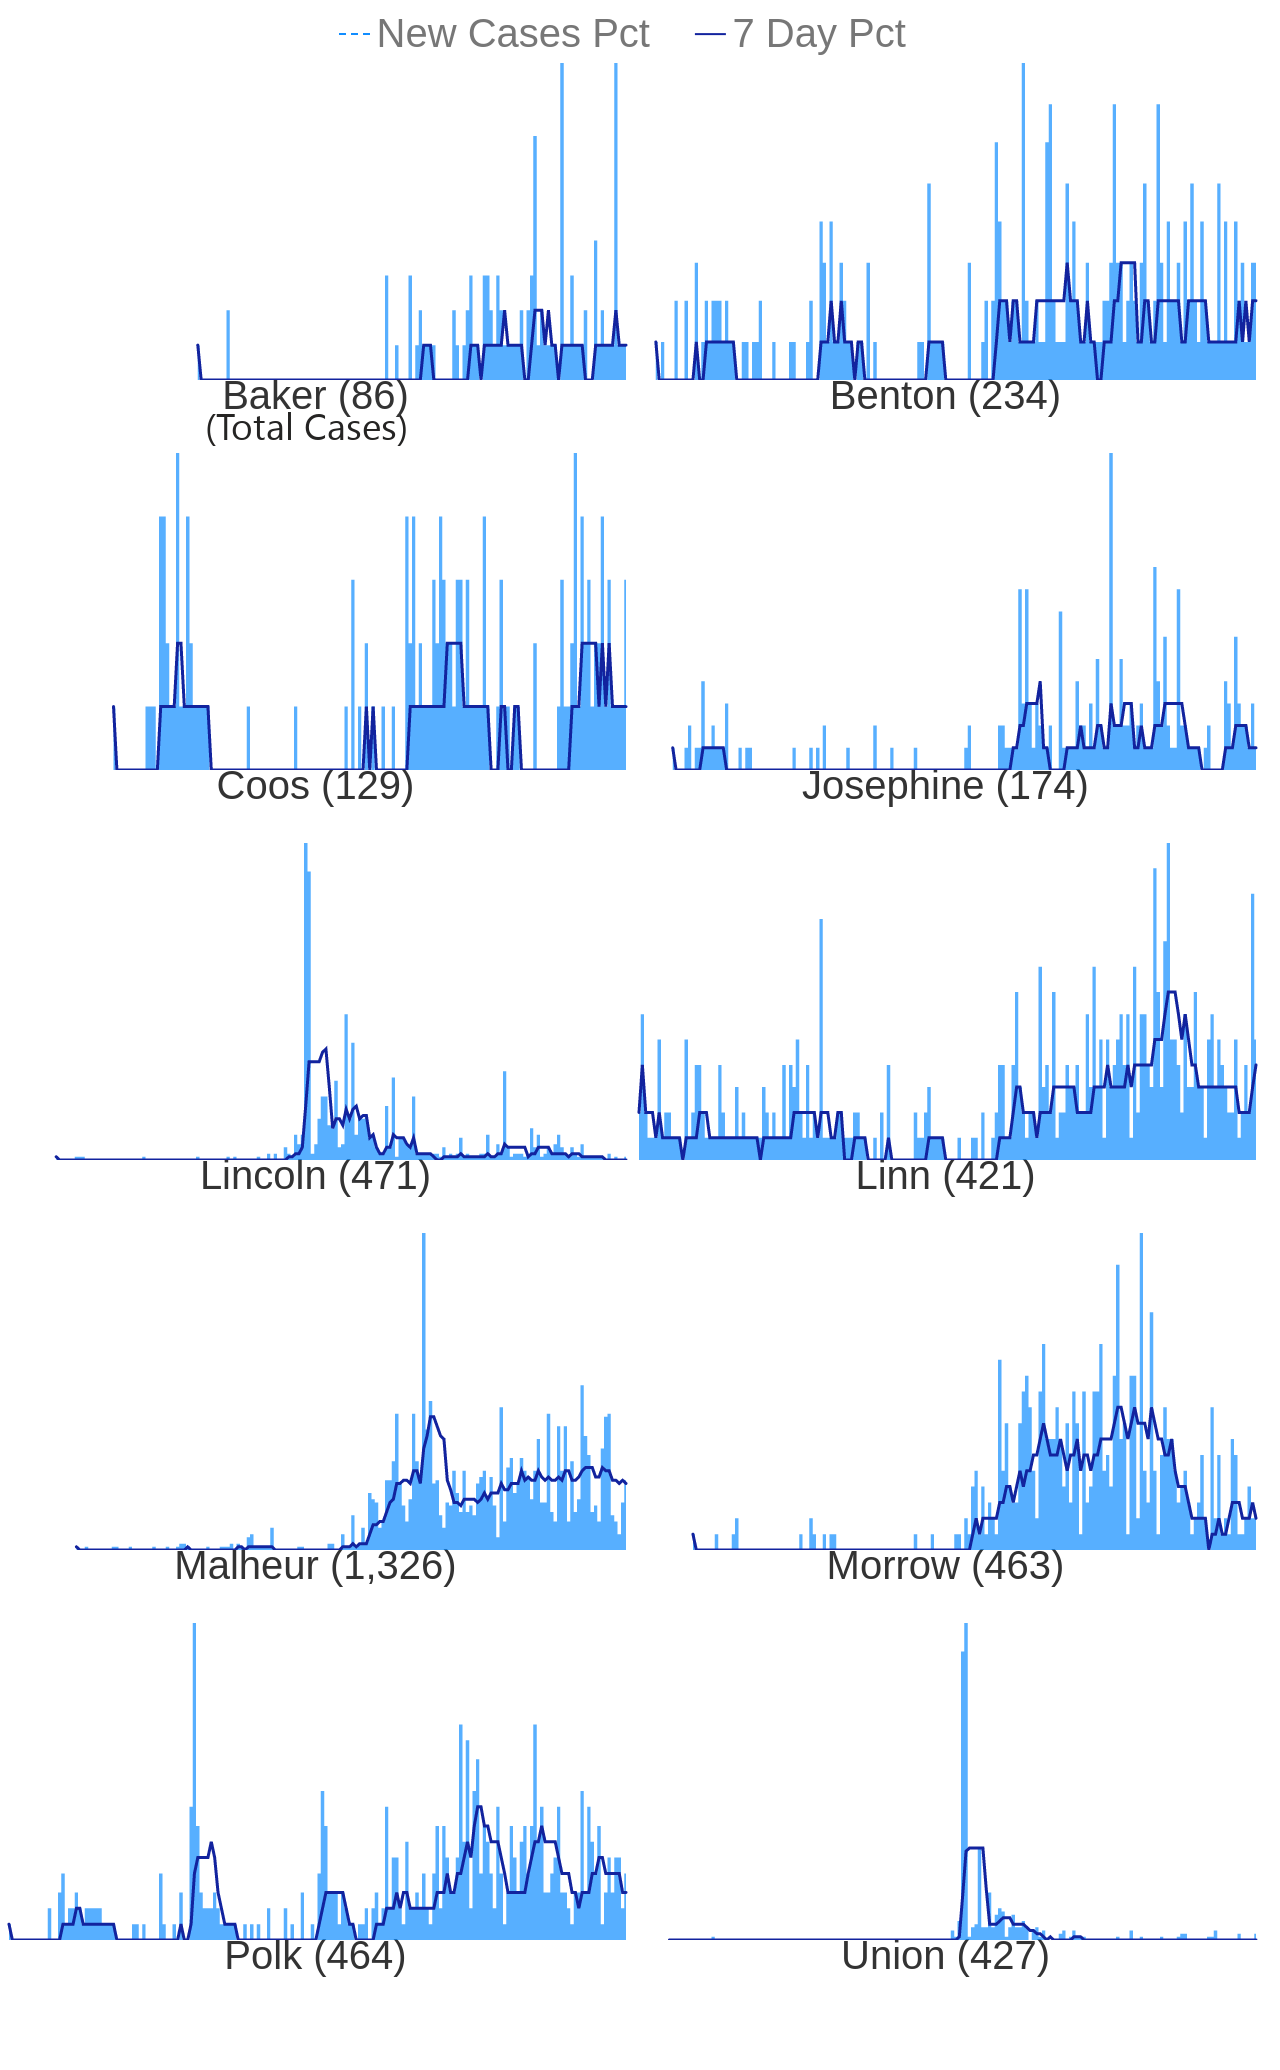 New Cases Pct 7 Day Pct
Baker (86) Benton (234)
(Total Cases)
Coos (129) Josephine (174)
Lincoln (471) Linn (421)
Malheur (1,326) Morrow (463)
Polk (464) Union (427)